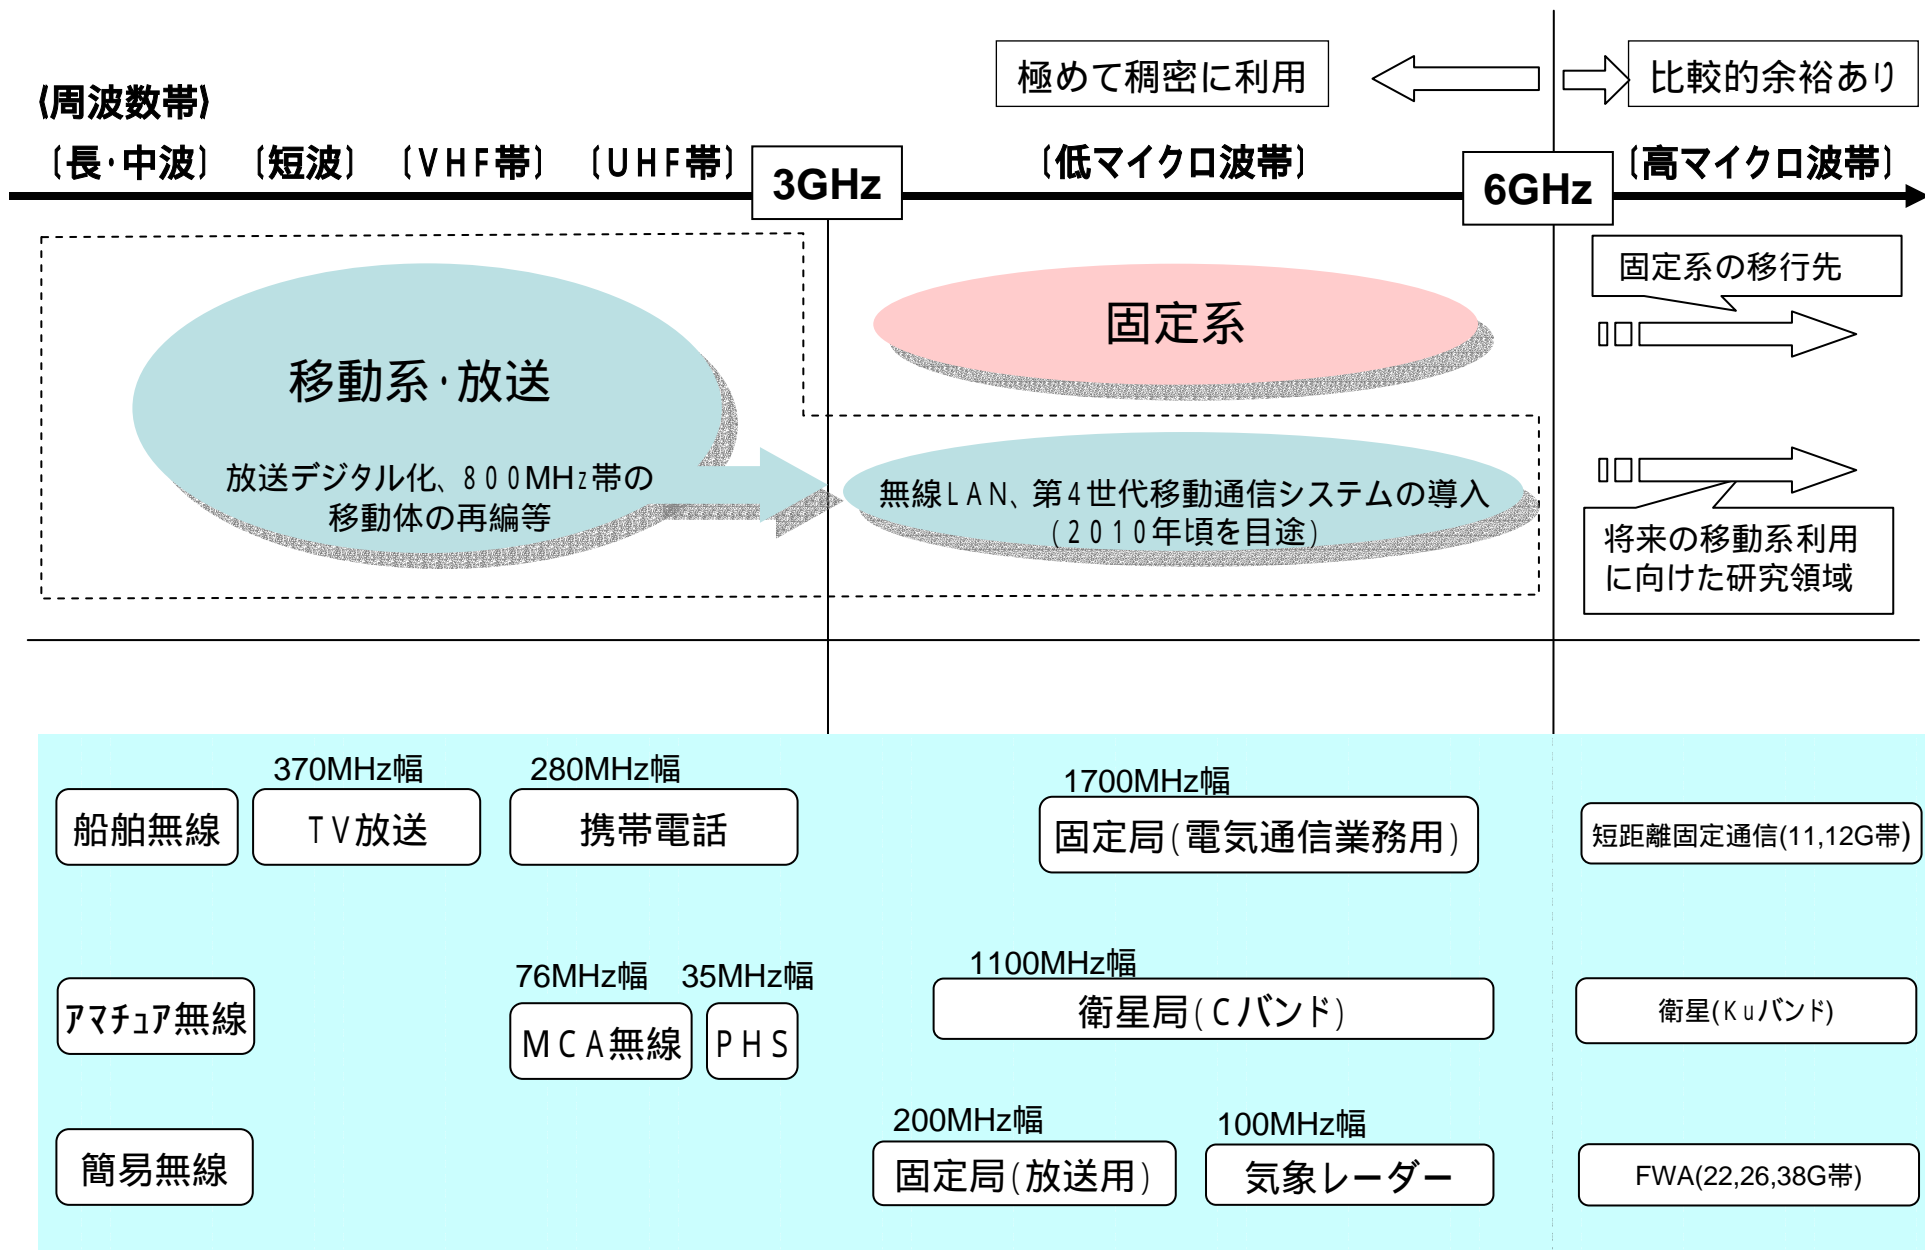 極めて稠密に利用
比較的余裕あり
《周波数帯》
〔長・中波〕 〔短波〕 〔VHF帯〕 〔UHF帯〕
3GHz
〔低マイクロ波帯〕
6GHz
〔高マイクロ波帯〕
固定系の移行先
固定系
移動系・放送
放送デジタル化、800MHz帯の
移動体の再編等
無線LAN、第4世代移動通信システムの導入
(2010年頃を目途)
将来の移動系利用
に向けた研究領域
370MHz幅
280MHz幅
1700MHz幅
船舶無線
TV放送
携帯電話
固定局(電気通信業務用)
短距離固定通信(11,12G帯)
76MHz幅
35MHz幅
1100MHz幅
アマチュア無線
MCA無線
PHS
衛星局(Cバンド)
衛星(Kuバンド)
200MHz幅
100MHz幅
簡易無線
固定局(放送用)
気象レーダー
FWA(22,26,38G帯)